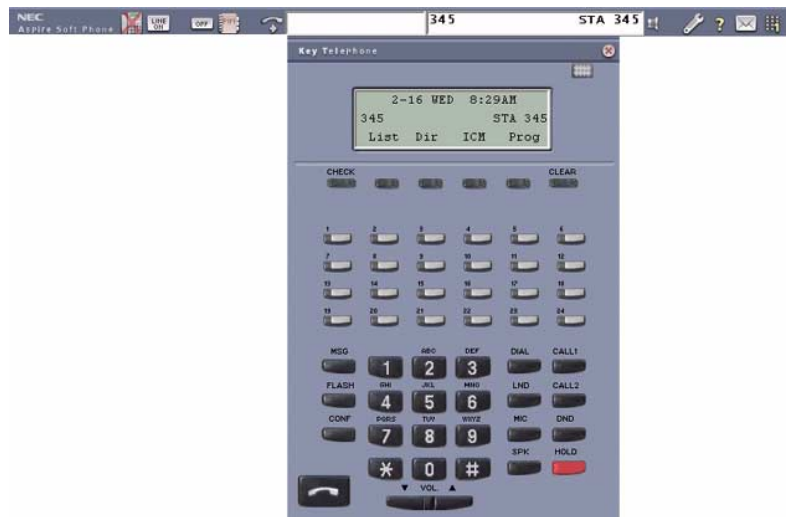 NEC
Aspire Soft Phone
LINE ON
OFF
345 STA 345
?
Key Telephone
2-16 WED 8:29AM
345 STA 345
List Dir ICM Prog
CHECK CLEAR
1 2 3 4 5 6
7 8 9 10 11 12
13 14 15 16 17 18
19 20 21 22 23 24
MSG ABC DEF DIAL CALL1
1 2 3
FLASH GHI JKL MNO LND CALL2
4 5 6
CONF PQRS TUV WXYZ MIC DND
7 8 9
SPK HOLD
* 0 #
▼ VOL. ▲